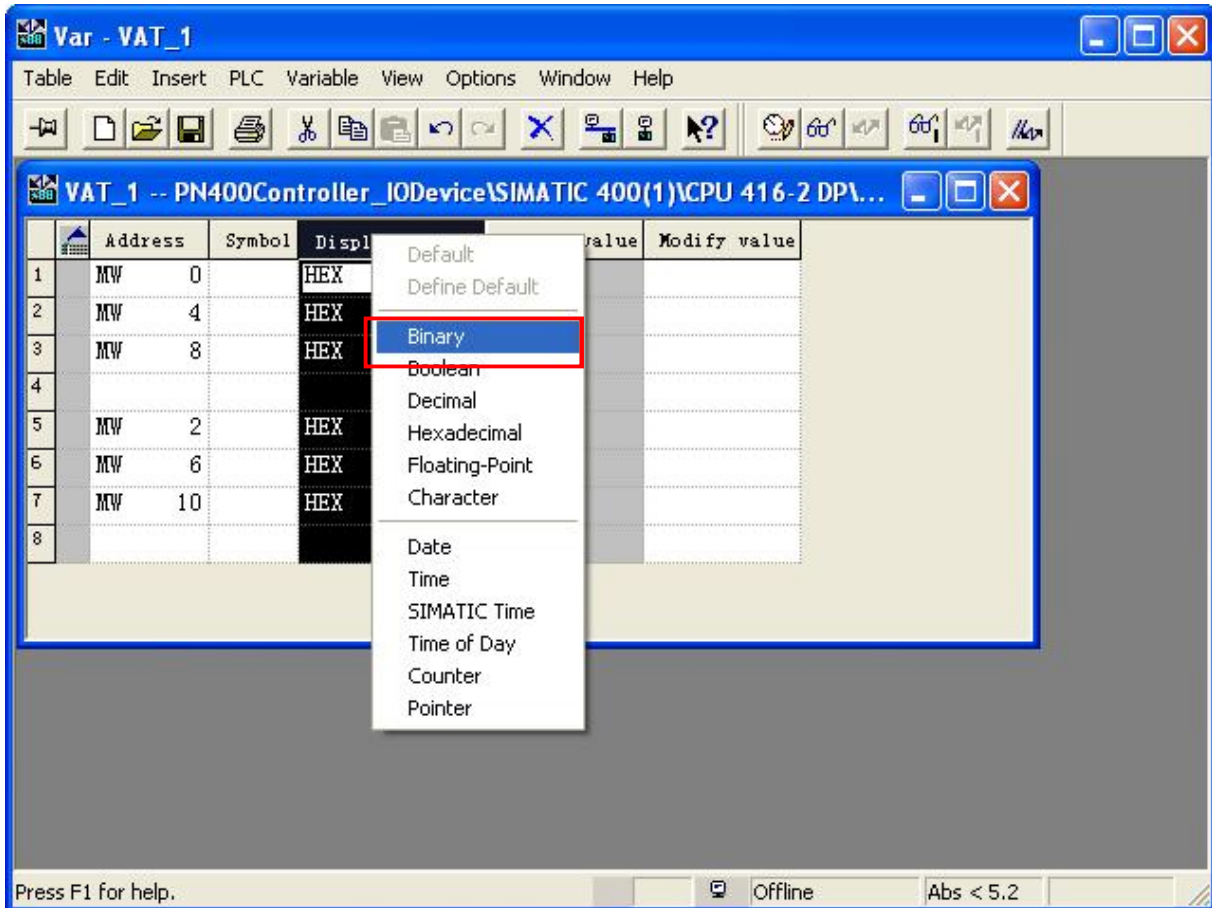 Var - VAT_1
Table Edit Insert PLC Variable View Options Window Help
VAT_1 -- PN400Controller_IODevice\SIMATIC 400(1)\CPU 416-2 DP\...
Address Symbol Displ value Modify value
1 MW 0 HEX
2 MW 4 HEX
3 MW 8 HEX
4
5 MW 2 HEX
6 MW 6 HEX
7 MW 10 HEX
8
Default
Define Default
Binary
Boolean
Decimal
Hexadecimal
Floating-Point
Character
Date
Time
SIMATIC Time
Time of Day
Counter
Pointer
Press F1 for help. Offline Abs < 5.2